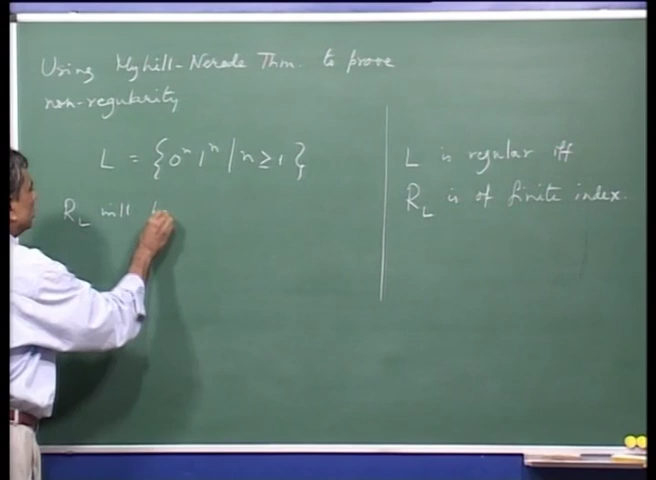 Using Myhill-Nerode Thm. to prove
non-regularity
L = {0ⁿ 1ⁿ | n ≥ 1}
R_L will
L is regular iff
R_L is of finite index.